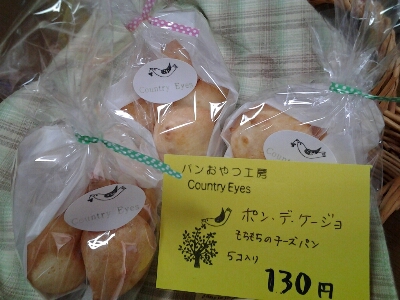 Country Eyes
Country Eyes
Country Eyes
パンおやつ工房
Country Eyes
ポン・デ・ケージョ
もちもちのチーズパン
5コ入り
130円